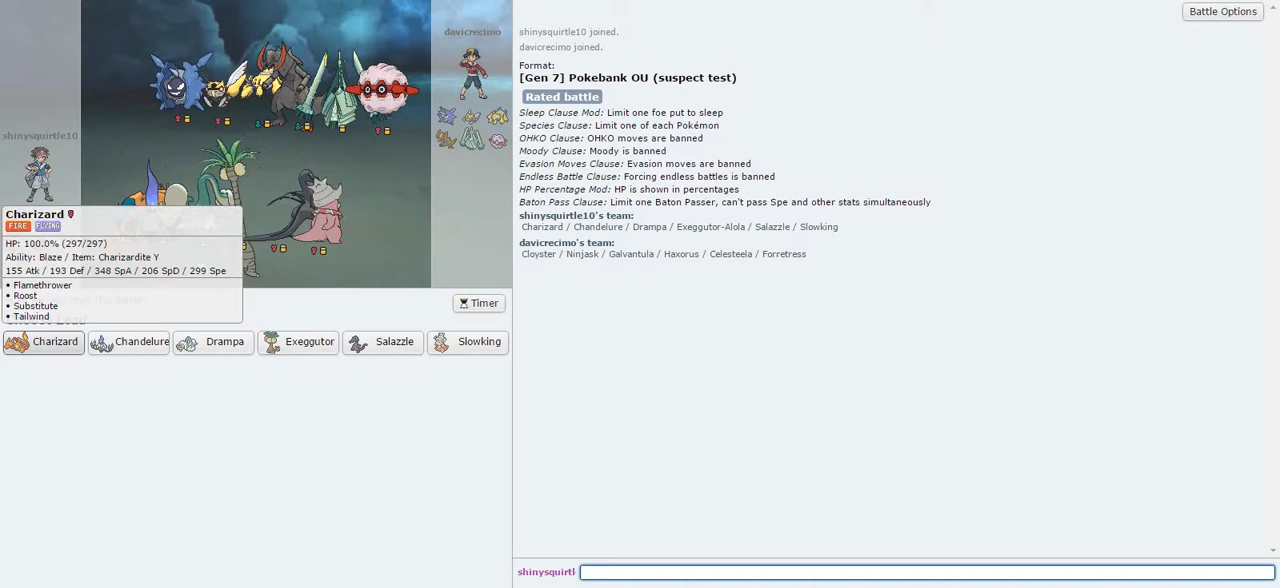 Battle Options
shinysquirtle10 joined.
davicrecimo joined.
davicrecimo
Format:
[Gen 7] Pokebank OU (suspect test)
Rated battle
Sleep Clause Mod: Limit one foe put to sleep
Species Clause: Limit one of each Pokémon
OHKO Clause: OHKO moves are banned
Moody Clause: Moody is banned
Evasion Moves Clause: Evasion moves are banned
Endless Battle Clause: Forcing endless battles is banned
HP Percentage Mod: HP is shown in percentages
Baton Pass Clause: Limit one Baton Passer, can't pass Spe and other stats simultaneously
shinysquirtle10's team:
Charizard / Chandelure / Drampa / Exeggutor-Alola / Salazzle / Slowking
davicrecimo's team:
Cloyster / Ninjask / Galvantula / Haxorus / Celesteela / Forretress
shinysquirtle10
Charizard
FIRE FLYING
HP: 100.0% (297/297)
Ability: Blaze / Item: Charizardite Y
155 Atk / 193 Def / 348 SpA / 206 SpD / 299 Spe
• Flamethrower
• Roost
• Substitute
• Tailwind
Timer
Charizard Chandelure Drampa Exeggutor Salazzle Slowking
shinysquirtl